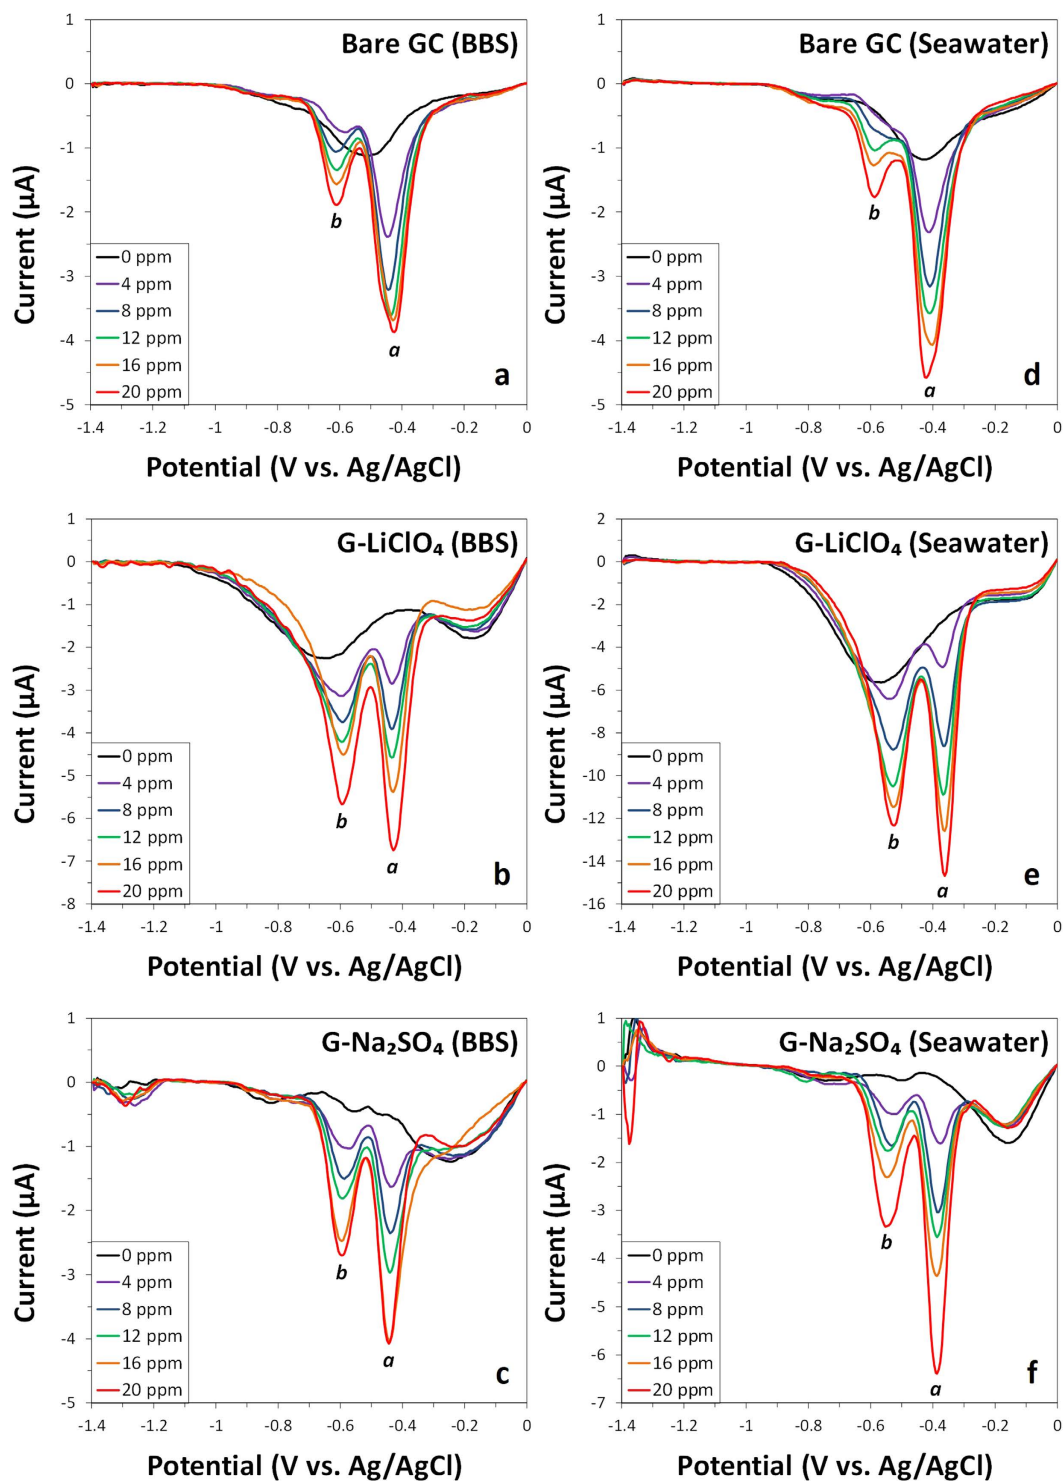 Bare GC (BBS)
1
0
-1
-2
-3
-4
-5
Current (µA)
0 ppm
4 ppm
8 ppm
12 ppm
16 ppm
20 ppm
b
a
a
-1.4 -1.2 -1 -0.8 -0.6 -0.4 -0.2 0
Potential (V vs. Ag/AgCl)
Bare GC (Seawater)
1
0
-1
-2
-3
-4
-5
Current (µA)
0 ppm
4 ppm
8 ppm
12 ppm
16 ppm
20 ppm
b
a
d
-1.4 -1.2 -1 -0.8 -0.6 -0.4 -0.2 0
Potential (V vs. Ag/AgCl)
G-LiClO₄ (BBS)
1
0
-1
-2
-3
-4
-5
-6
-7
-8
Current (µA)
0 ppm
4 ppm
8 ppm
12 ppm
16 ppm
20 ppm
b
a
b
-1.4 -1.2 -1 -0.8 -0.6 -0.4 -0.2 0
Potential (V vs. Ag/AgCl)
G-LiClO₄ (Seawater)
2
0
-2
-4
-6
-8
-10
-12
-14
-16
Current (µA)
0 ppm
4 ppm
8 ppm
12 ppm
16 ppm
20 ppm
b
a
e
-1.4 -1.2 -1 -0.8 -0.6 -0.4 -0.2 0
Potential (V vs. Ag/AgCl)
G-Na₂SO₄ (BBS)
1
0
-1
-2
-3
-4
-5
Current (µA)
0 ppm
4 ppm
8 ppm
12 ppm
16 ppm
20 ppm
b
a
c
-1.4 -1.2 -1 -0.8 -0.6 -0.4 -0.2 0
Potential (V vs. Ag/AgCl)
G-Na₂SO₄ (Seawater)
1
0
-1
-2
-3
-4
-5
-6
-7
Current (µA)
0 ppm
4 ppm
8 ppm
12 ppm
16 ppm
20 ppm
b
a
f
-1.4 -1.2 -1 -0.8 -0.6 -0.4 -0.2 0
Potential (V vs. Ag/AgCl)